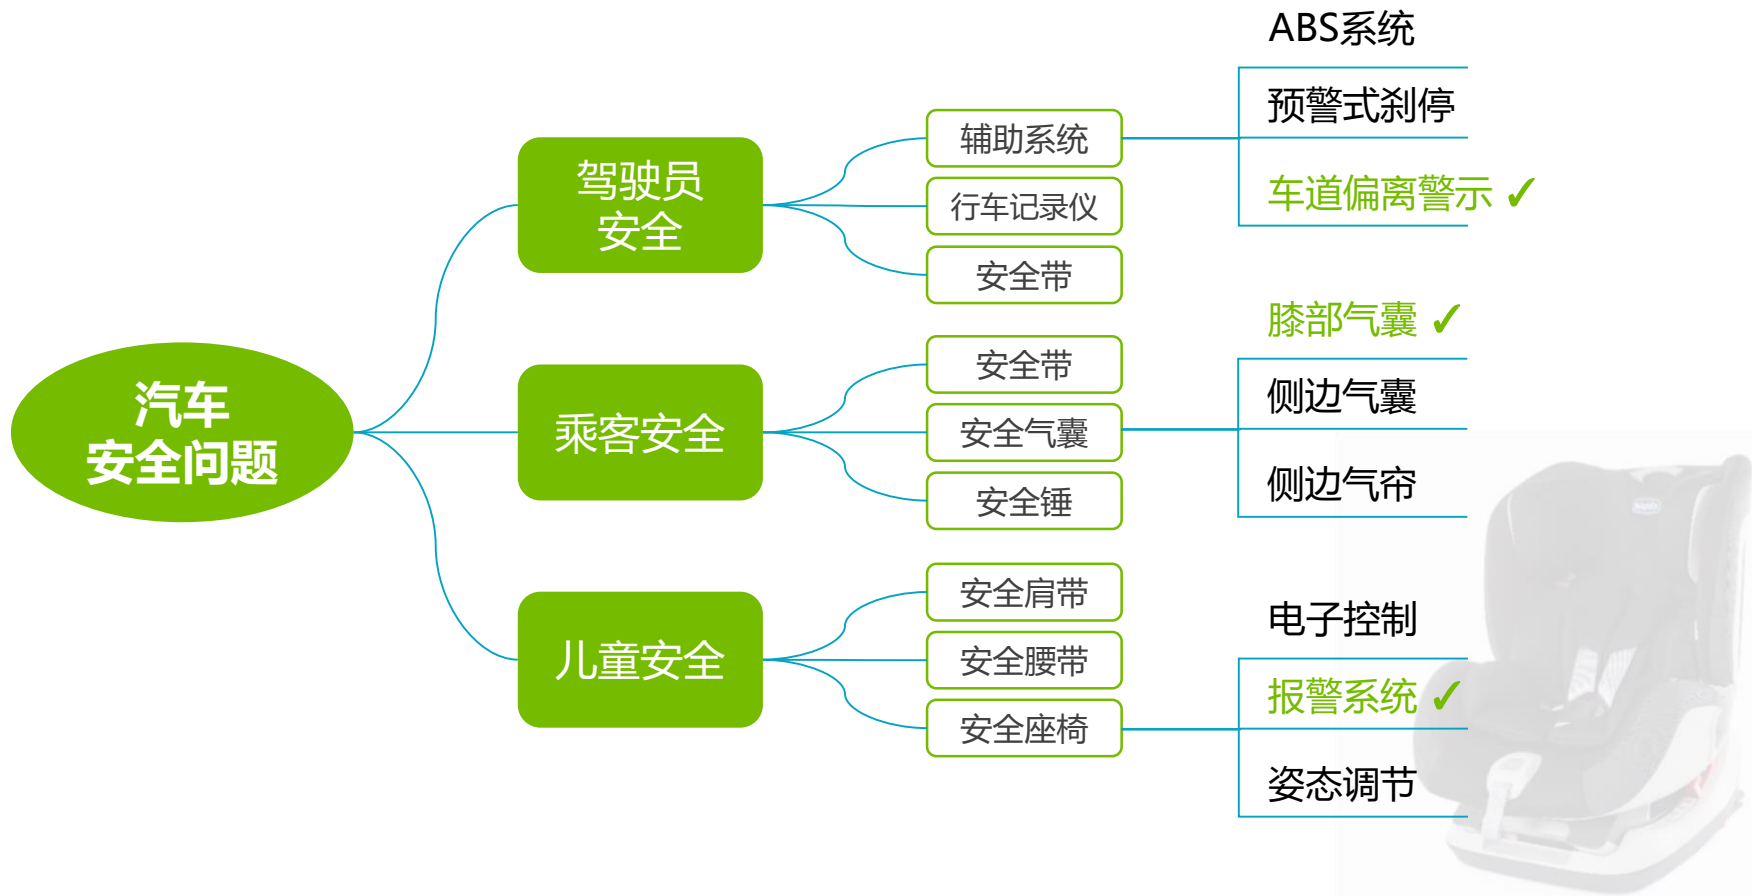 汽车
安全问题
驾驶员
安全
辅助系统
ABS系统
预警式刹停
车道偏离警示 ✓
行车记录仪
安全带
乘客安全
安全带
安全气囊
膝部气囊 ✓
侧边气囊
侧边气帘
安全锤
儿童安全
安全肩带
安全腰带
安全座椅
电子控制
报警系统 ✓
姿态调节